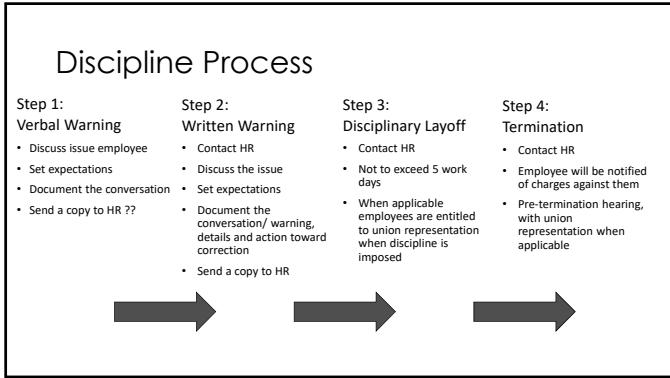 Discipline Process
Step 1:
Verbal Warning
• Discuss issue employee
• Set expectations
• Document the conversation
• Send a copy to HR ??
Step 2:
Written Warning
• Contact HR
• Discuss the issue
• Set expectations
• Document the
conversation/ warning,
details and action toward
correction
• Send a copy to HR
Step 3:
Disciplinary Layoff
• Contact HR
• Not to exceed 5 work
days
• When applicable
employees are entitled
to union representation
when discipline is
imposed
Step 4:
Termination
• Contact HR
• Employee will be notified
of charges against them
• Pre-termination hearing,
with union
representation when
applicable